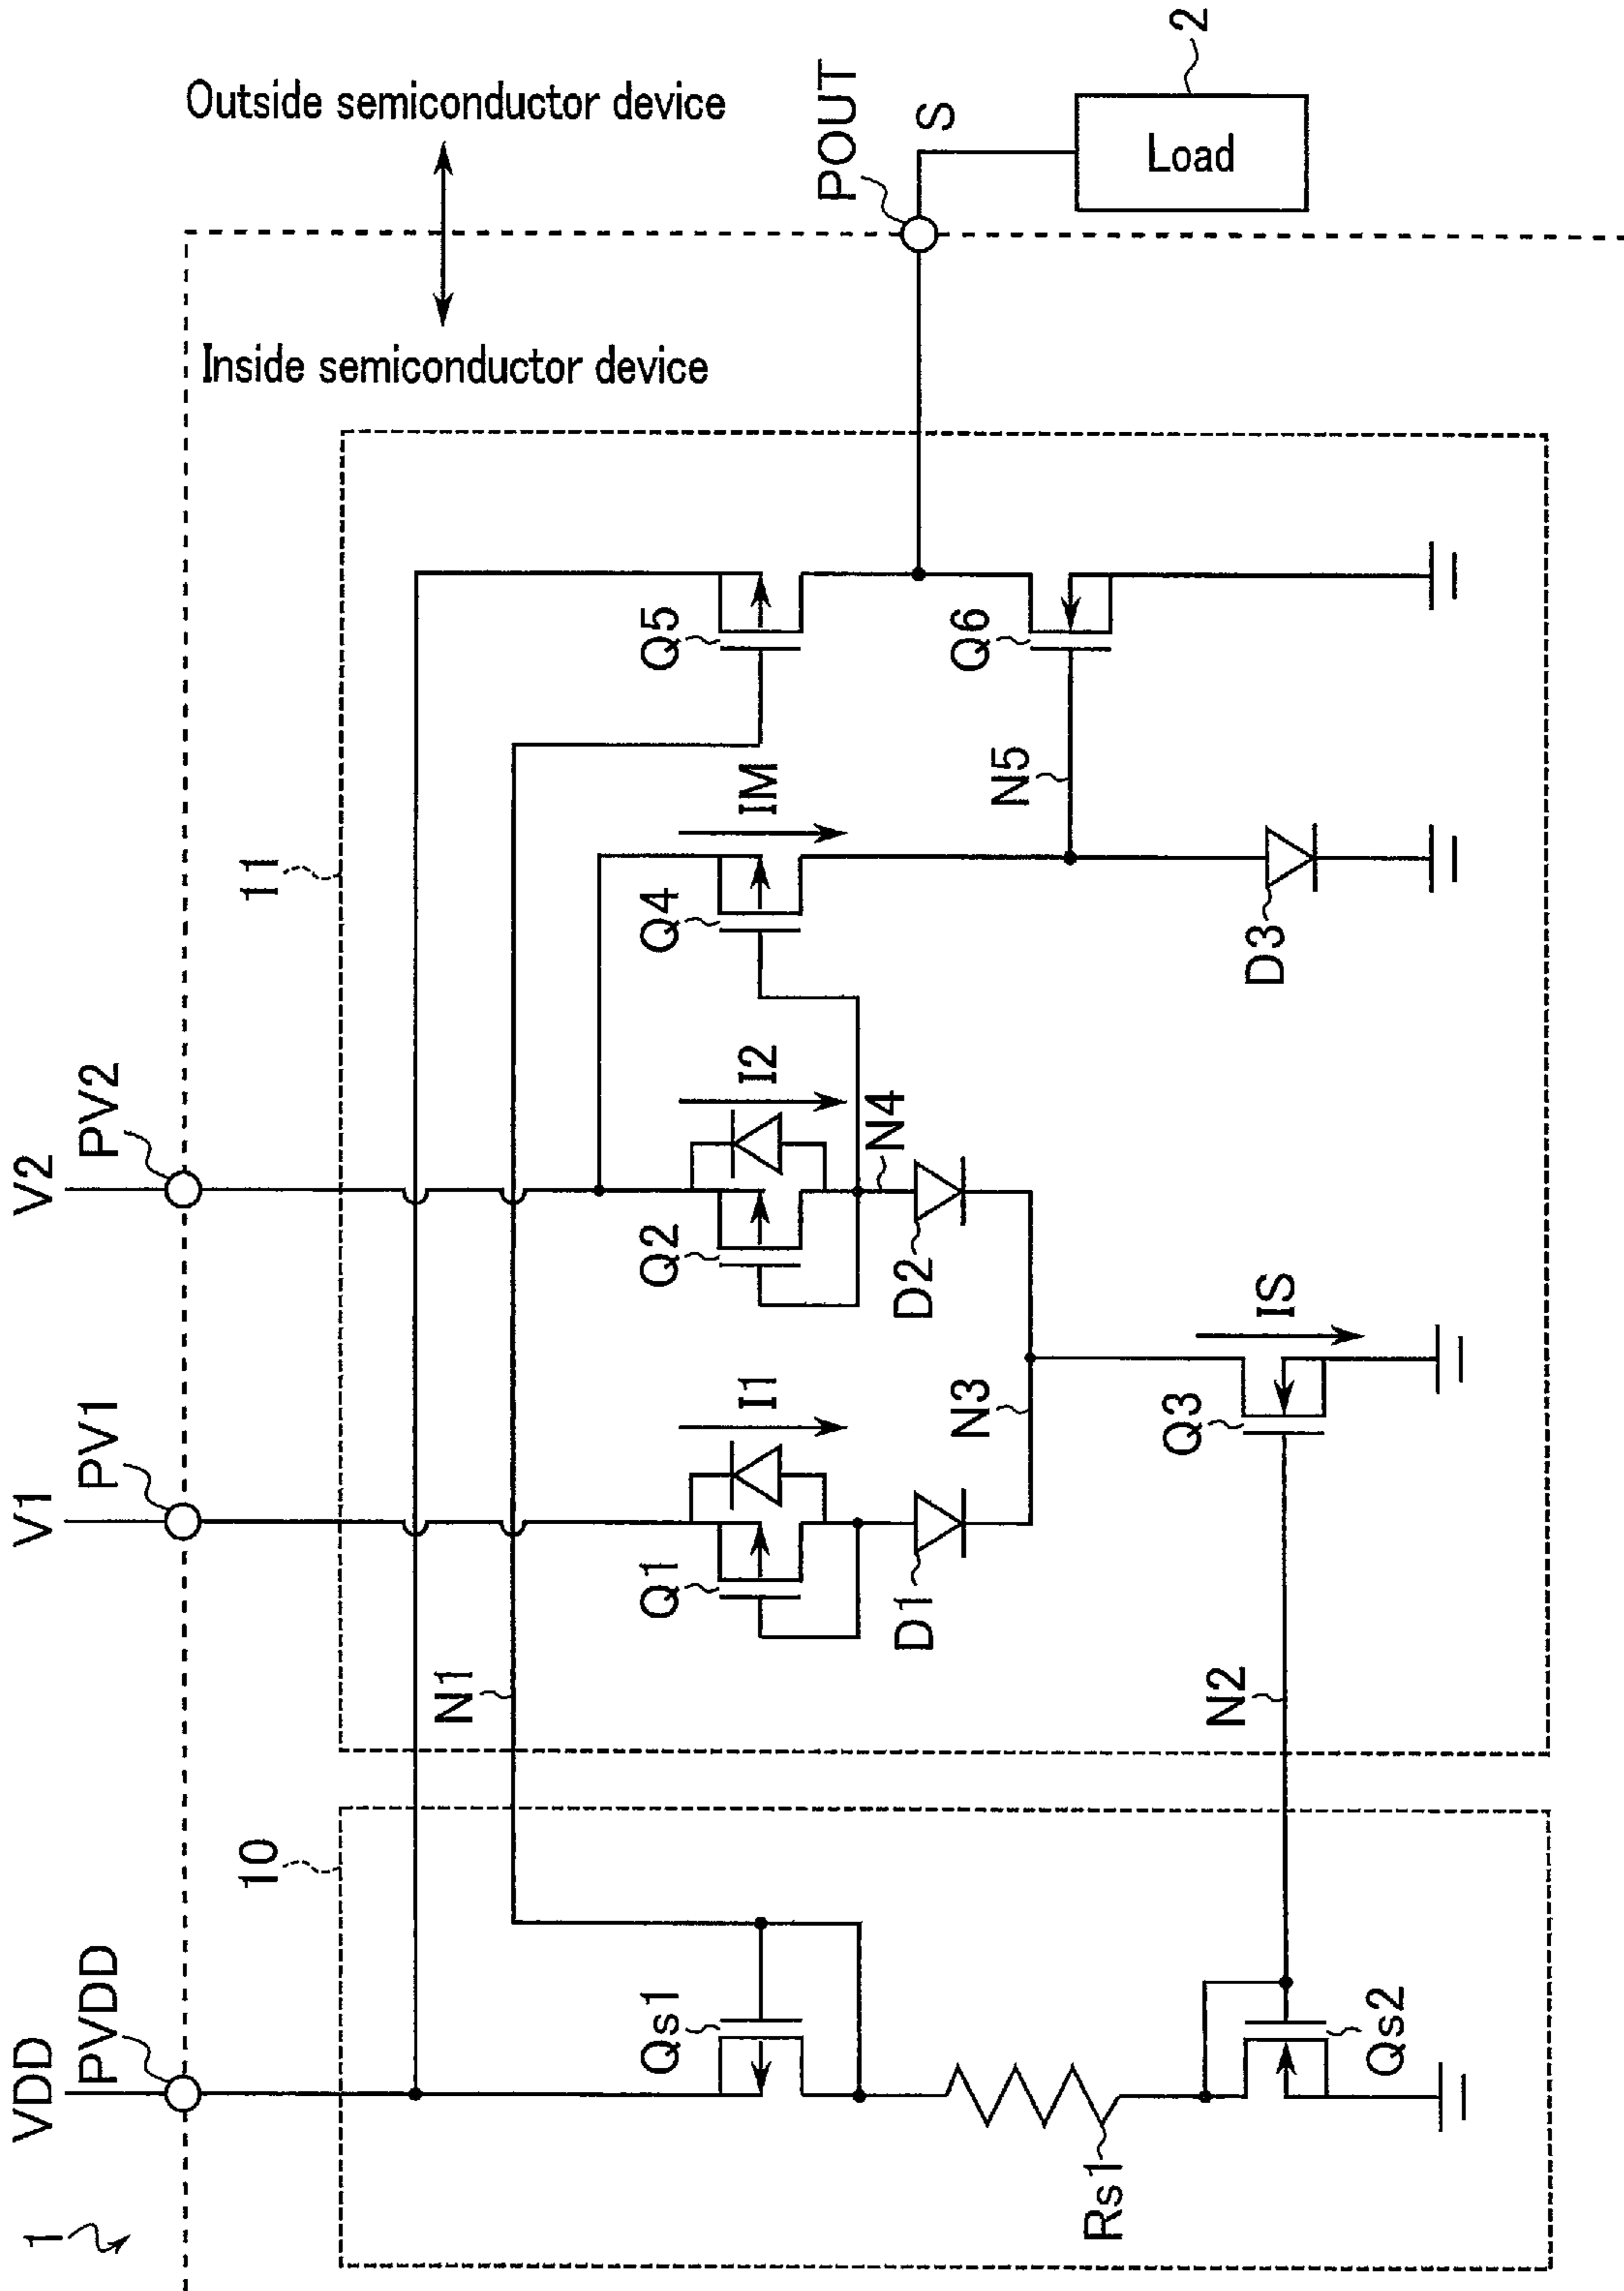 1
VDD
PVDD
V1
PV1
V2
PV2
Outside semiconductor device
Inside semiconductor device
10
11
N1
Qs1
Rs1
Qs2
N2
Q1
I1
D1
Q2
I2
N4
D2
N3
Q3
IS
Q4
IM
N5
D3
Q5
Q6
POUT
S
Load
2